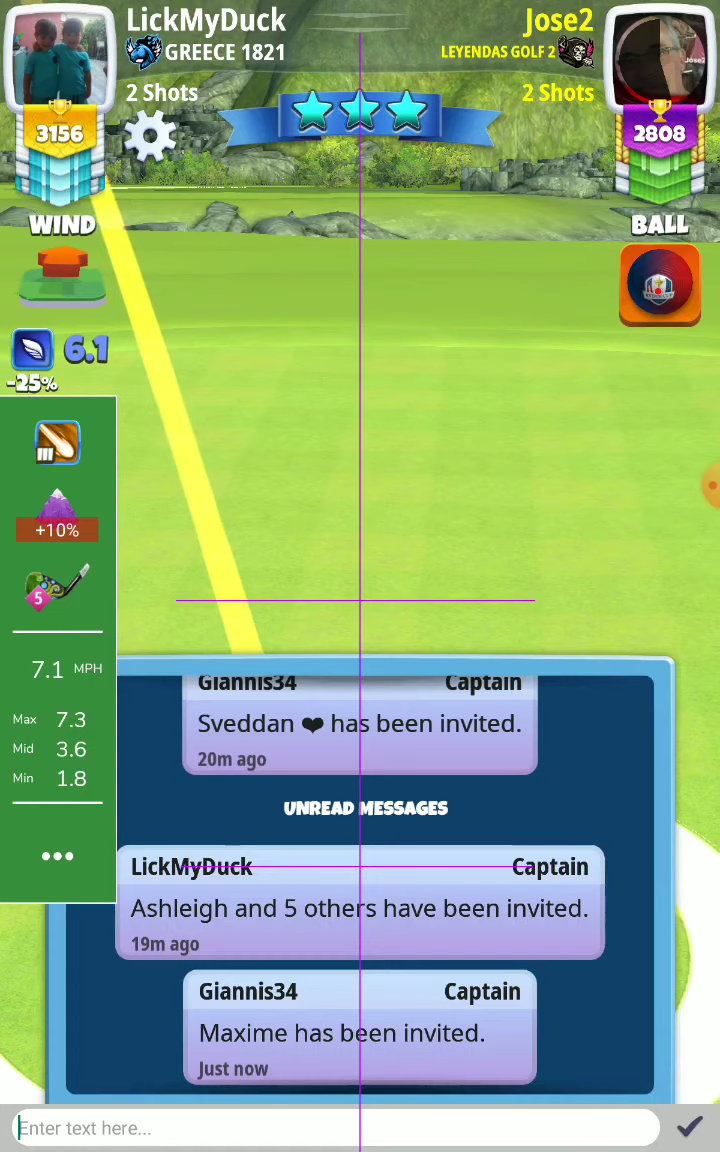 LickMyDuck
GREECE 1821
2 Shots
3156
Jose2
LEYENDAS GOLF 2
2 Shots
Jose2
2808
WIND
BALL
6.1
-25%
III
+10%
5
7.1 MPH
Max 7.3
Mid 3.6
Min 1.8
•••
Giannis34 Captain
Sveddan ❤ has been invited.
20m ago
UNREAD MESSAGES
LickMyDuck Captain
Ashleigh and 5 others have been invited.
19m ago
Giannis34 Captain
Maxime has been invited.
Just now
Enter text here...